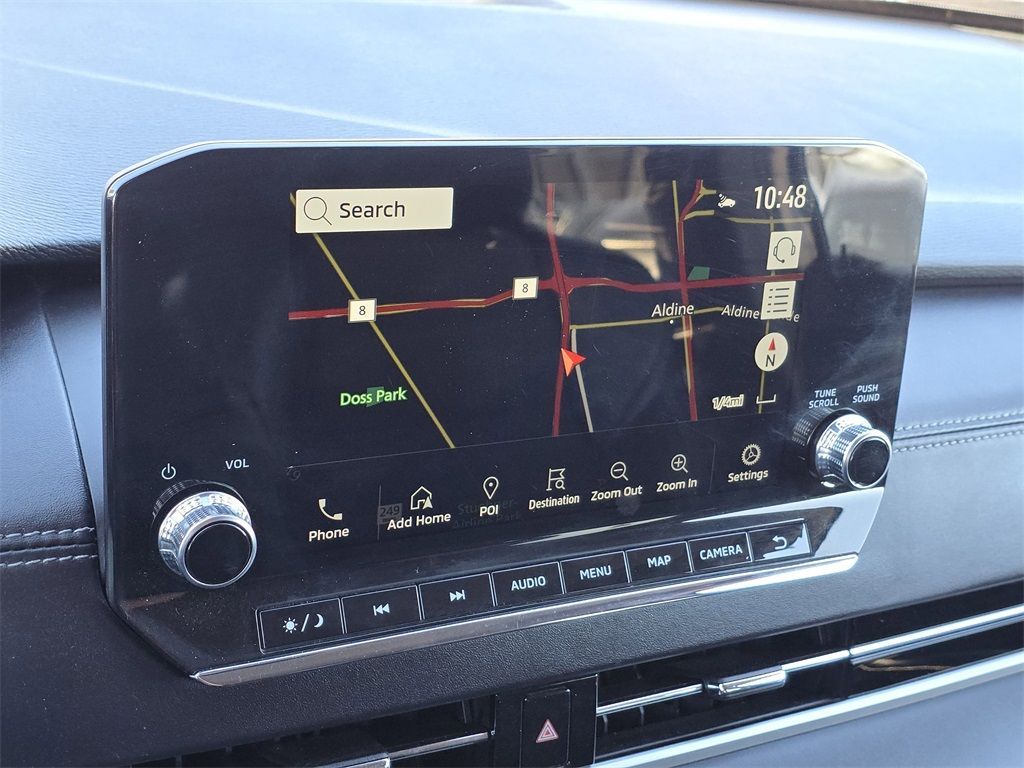 10:48
Search
8
8
Aldine
Aldine
N
Doss Park
1/4mi
TUNE
SCROLL
PUSH
SOUND
VOL
249
Phone
Add Home
POI
Destination
Zoom Out
Zoom In
Settings
AUDIO
MENU
MAP
CAMERA